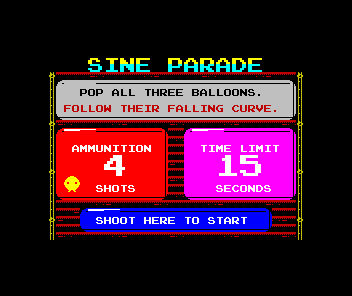 SINE PARADE
POP ALL THREE BALLOONS.
FOLLOW THEIR FALLING CURVE.
AMMUNITION
4
SHOTS
TIME LIMIT
15
SECONDS
SHOOT HERE TO START